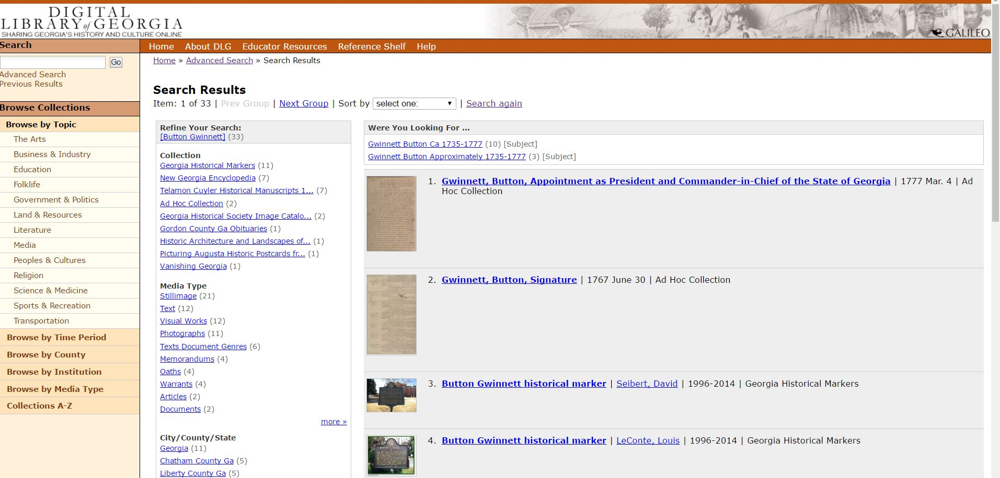 DIGITAL
LIBRARY of GEORGIA
SHARING GEORGIA'S HISTORY AND CULTURE ONLINE
GALILEO
Search
Go
Advanced Search
Previous Results
Browse Collections
Browse by Topic
The Arts
Business & Industry
Education
Folklife
Government & Politics
Land & Resources
Literature
Media
Peoples & Cultures
Religion
Science & Medicine
Sports & Recreation
Transportation
Browse by Time Period
Browse by County
Browse by Institution
Browse by Media Type
Collections A-Z
Home About DLG Educator Resources Reference Shelf Help
Home » Advanced Search » Search Results
Search Results
Item: 1 of 33 | Prev Group | Next Group | Sort by select one: | Search again
Refine Your Search:
[Button Gwinnett] (33)
Collection
Georgia Historical Markers (11)
New Georgia Encyclopedia (7)
Telamon Cuyler Historical Manuscripts 1... (7)
Ad Hoc Collection (2)
Georgia Historical Society Image Catalo... (2)
Gordon County Ga Obituaries (1)
Historic Architecture and Landscapes of... (1)
Picturing Augusta Historic Postcards fr... (1)
Vanishing Georgia (1)
Media Type
Stillimage (21)
Text (12)
Visual Works (12)
Photographs (11)
Texts Document Genres (6)
Memorandums (4)
Oaths (4)
Warrants (4)
Articles (2)
Documents (2)
more »
City/County/State
Georgia (11)
Chatham County Ga (5)
Liberty County Ga (5)
Were You Looking For ...
Gwinnett Button Ca 1735-1777 (10) [Subject]
Gwinnett Button Approximately 1735-1777 (3) [Subject]
1. Gwinnett, Button, Appointment as President and Commander-in-Chief of the State of Georgia | 1777 Mar. 4 | Ad
Hoc Collection
2. Gwinnett, Button, Signature | 1767 June 30 | Ad Hoc Collection
3. Button Gwinnett historical marker | Seibert, David | 1996-2014 | Georgia Historical Markers
4. Button Gwinnett historical marker | LeConte, Louis | 1996-2014 | Georgia Historical Markers